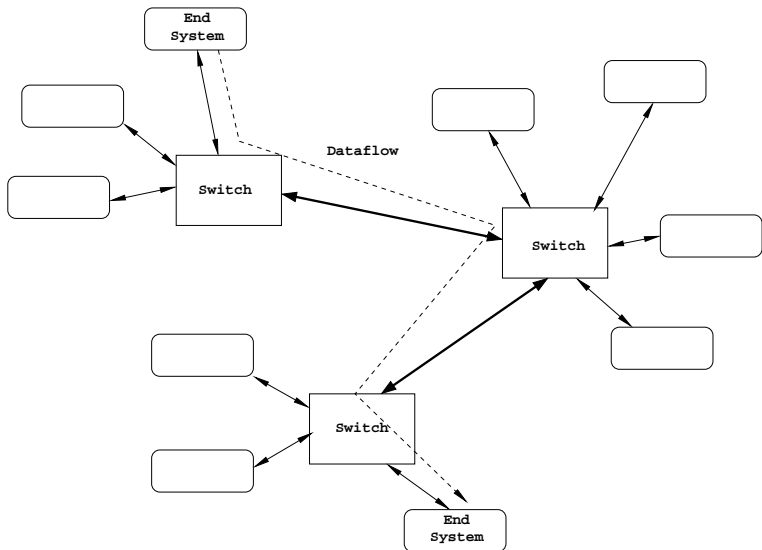 End
System
Dataflow
Switch
Switch
Switch
End
System